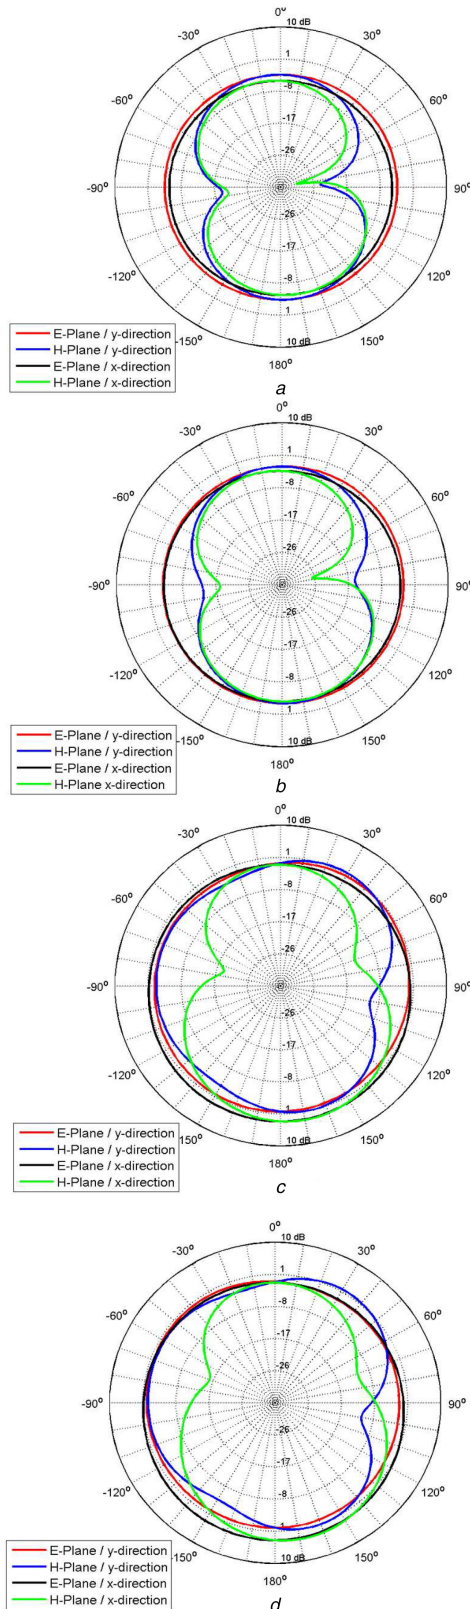 0°
10 dB
-30° 30°
1
-60° -8 60°
-17
-26
-90° 90°
-26
-17
-120° -8 120°
1
-150° 10 dB 150°
180°
E-Plane / y-direction
H-Plane / y-direction
E-Plane / x-direction
H-Plane / x-direction
a
0°
10 dB
-30° 30°
1
-60° -8 60°
-17
-26
-90° 90°
-26
-17
-120° -8 120°
1
-150° 10 dB 150°
180°
E-Plane / y-direction
H-Plane / y-direction
E-Plane / x-direction
H-Plane x-direction
b
0°
10 dB
-30° 30°
1
-60° -8 60°
-17
-26
-90° 90°
-26
-17
-120° -8 120°
1
-150° 10 dB 150°
180°
E-Plane / y-direction
H-Plane / y-direction
E-Plane / x-direction
H-Plane / x-direction
c
0°
10 dB
-30° 30°
1
-60° -8 60°
-17
-26
-90° 90°
-26
-17
-120° -8 120°
1
-150° 10 dB 150°
180°
E-Plane / y-direction
H-Plane / y-direction
E-Plane / x-direction
H-Plane / x-direction
d